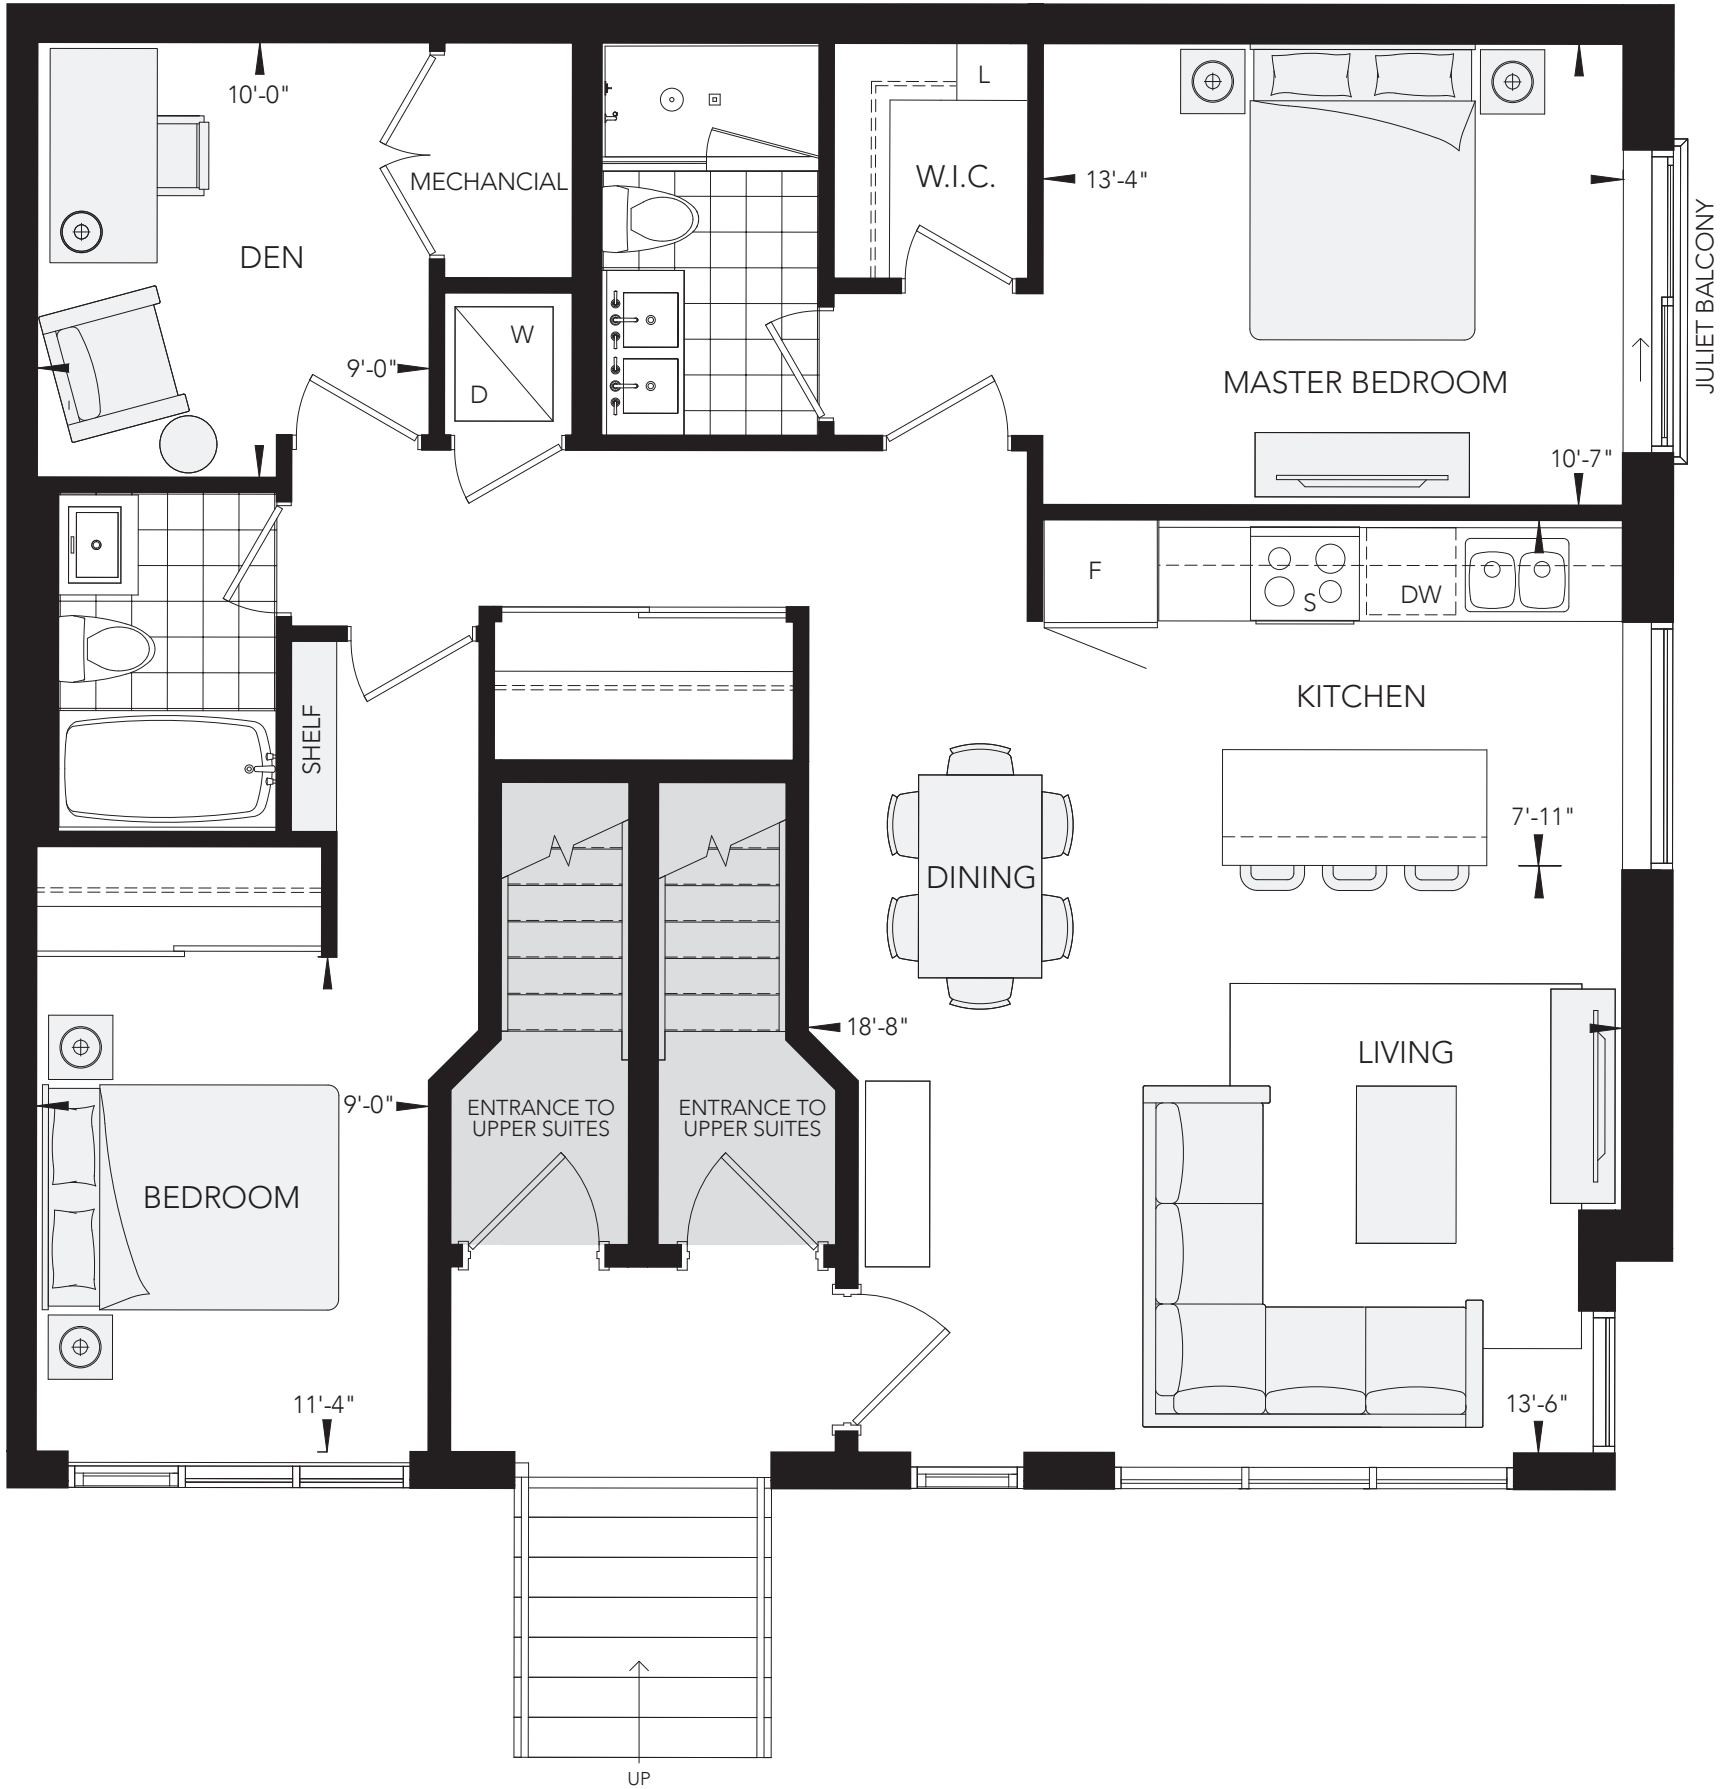 10'-0"
L
MECHANCIAL
W.I.C.
13'-4"
JULIET BALCONY
DEN
W
D
9'-0"
MASTER BEDROOM
10'-7"
F
S
DW
KITCHEN
SHELF
7'-11"
DINING
18'-8"
LIVING
9'-0"
ENTRANCE TO
UPPER SUITES
ENTRANCE TO
UPPER SUITES
BEDROOM
11'-4"
13'-6"
UP